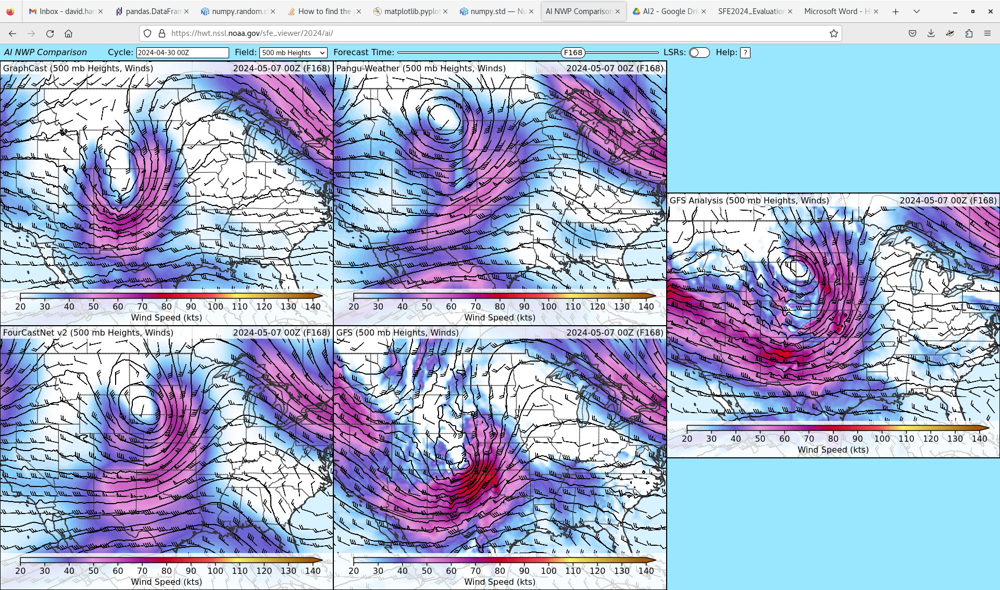 Inbox - david.har
pandas.DataFram
numpy.random.c
How to find the p
matplotlib.pyplot
numpy.std — Nu
AI NWP Comparison
AI2 - Google Driv
SFE2024_Evaluation
Microsoft Word - H
https://hwt.nssl.noaa.gov/sfe_viewer/2024/ai/
AI NWP Comparison Cycle: 2024-04-30 00Z Field: 500 mb Heights Forecast Time: F168 LSRs: Help: ?
GraphCast (500 mb Heights, Winds) 2024-05-07 00Z (F168)
20 30 40 50 60 70 80 90 100 110 120 130 140
Wind Speed (kts)
Pangu-Weather (500 mb Heights, Winds) 2024-05-07 00Z (F168)
20 30 40 50 60 70 80 90 100 110 120 130 140
Wind Speed (kts)
GFS Analysis (500 mb Heights, Winds) 2024-05-07 00Z (F168)
20 30 40 50 60 70 80 90 100 110 120 130 140
Wind Speed (kts)
FourCastNet v2 (500 mb Heights, Winds) 2024-05-07 00Z (F168)
20 30 40 50 60 70 80 90 100 110 120 130 140
Wind Speed (kts)
GFS (500 mb Heights, Winds) 2024-05-07 00Z (F168)
20 30 40 50 60 70 80 90 100 110 120 130 140
Wind Speed (kts)